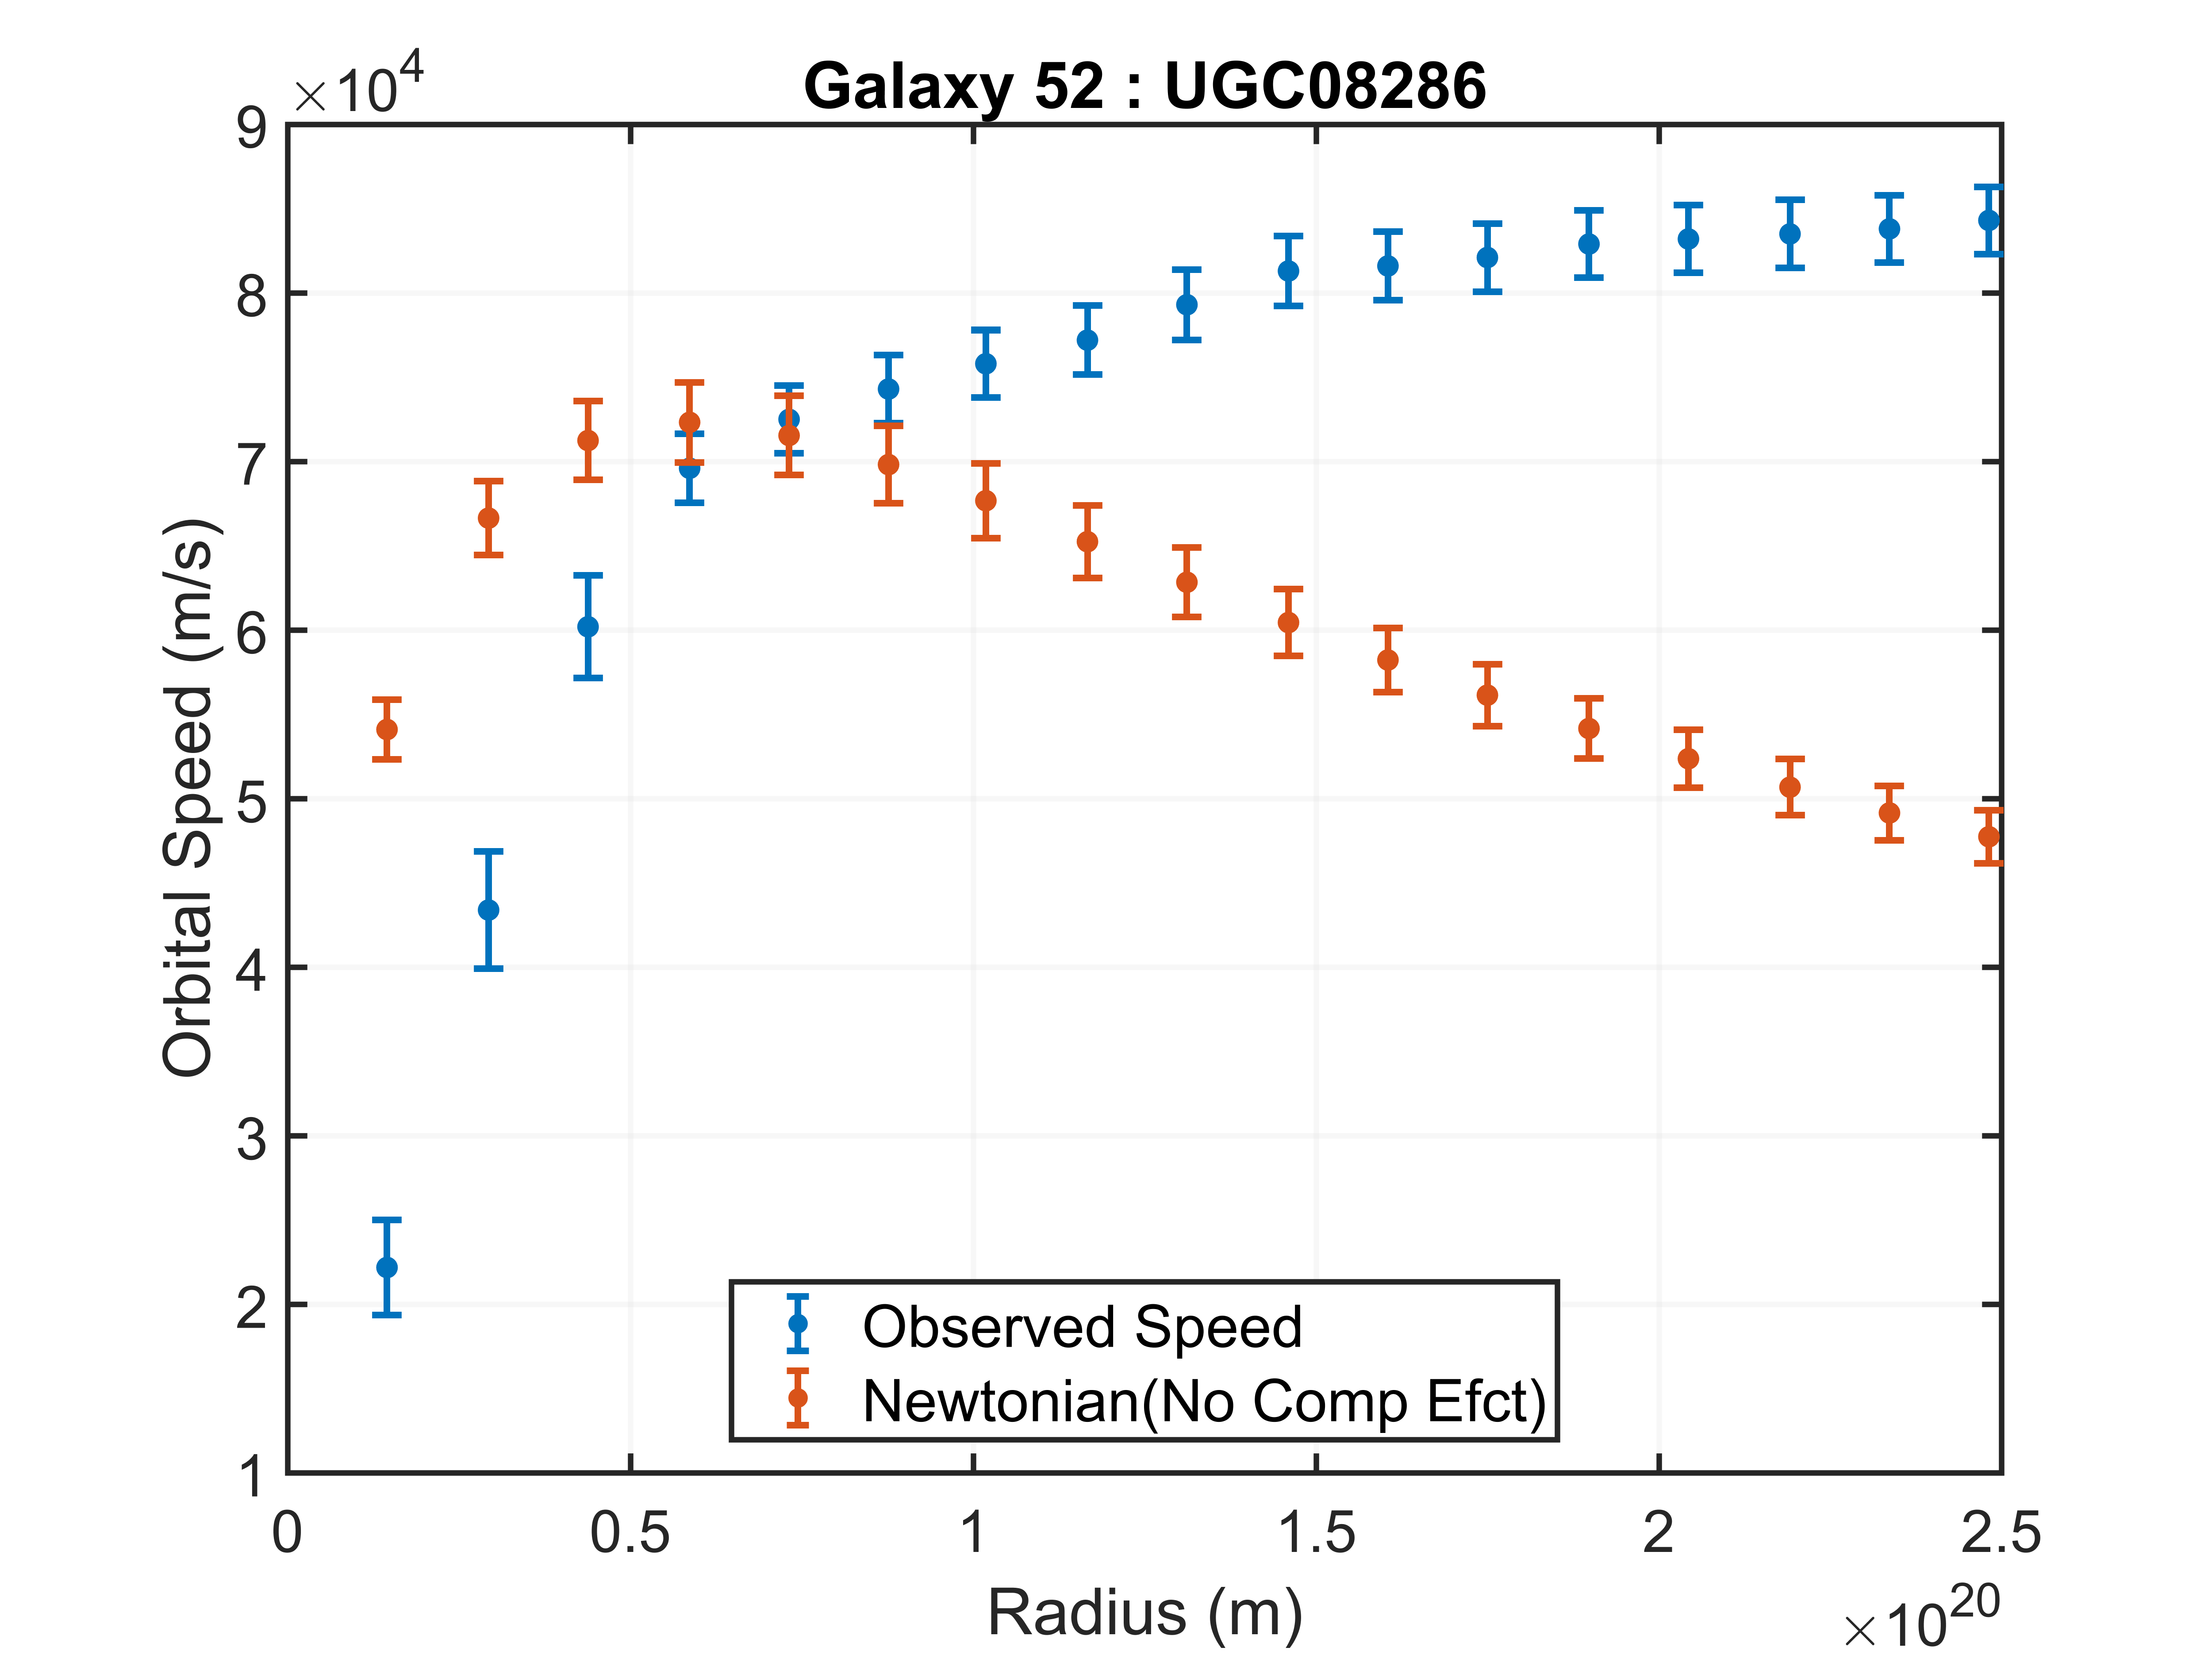 ×10⁴
Galaxy 52 : UGC08286
9
8
7
6
5
4
3
2
1
Orbital Speed (m/s)
Observed Speed
Newtonian(No Comp Efct)
0 0.5 1 1.5 2 2.5
Radius (m)
×10²⁰